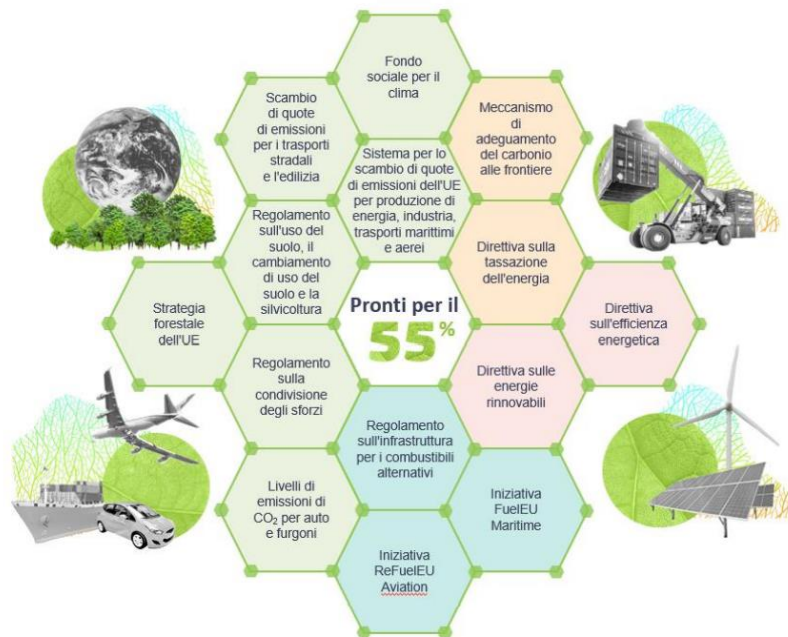 Fondo
sociale per il
clima
Scambio
di quote
di emissioni
per i trasporti
stradali
e l'edilizia
Meccanismo
di
adeguamento
del carbonio
alle frontiere
Sistema per lo
scambio di quote
di emissioni dell'UE
per produzione di
energia, industria,
trasporti marittimi
e aerei
Regolamento
sull'uso del
suolo, il
cambiamento
di uso del
suolo e la
silvicoltura
Direttiva sulla
tassazione
dell'energia
Strategia
forestale
dell'UE
Pronti per il
55%
Direttiva
sull'efficienza
energetica
Regolamento
sulla
condivisione
degli sforzi
Direttiva sulle
energie
rinnovabili
Regolamento
sull'infrastruttura
per i combustibili
alternativi
Livelli di
emissioni di
CO₂ per auto
e furgoni
Iniziativa
FuelEU
Maritime
Iniziativa
ReFuelEU
Aviation